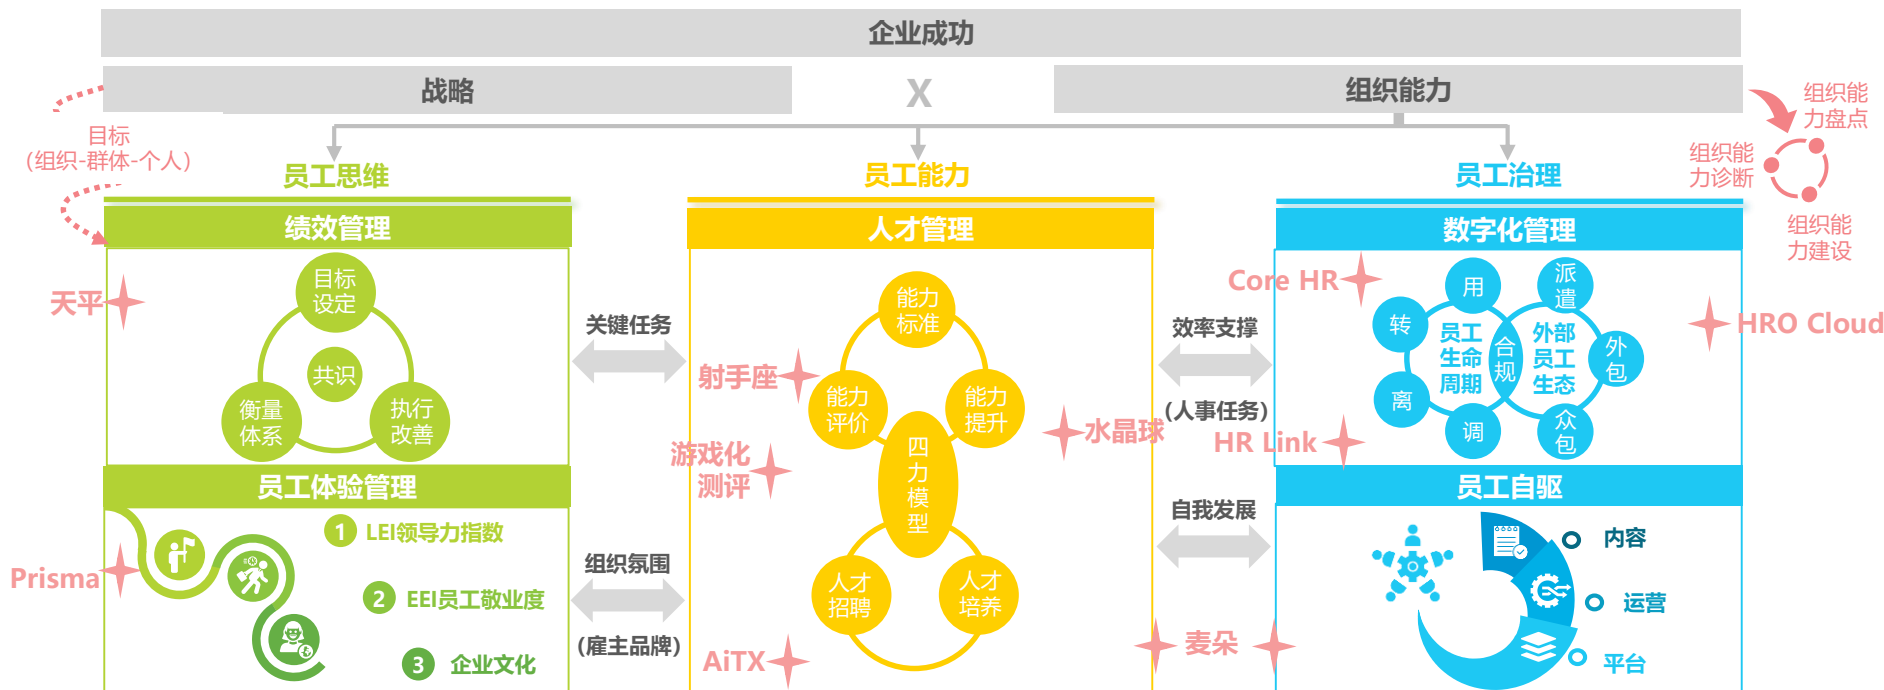 企业成功
战略
X
组织能力
目标
（组织-群体-个人）
组织能
力盘点
组织能
力诊断
组织能
力建设
员工思维
员工能力
员工治理
绩效管理
目标
设定
共识
衡量
体系
执行
改善
天平
员工体验管理
1 LEI领导力指数
2 EEI员工敬业度
3 企业文化
Prisma
关键任务
组织氛围
(雇主品牌)
人才管理
能力
标准
能力
评价
能力
提升
四
力
模
型
人才
招聘
人才
培养
射手座
游戏化
测评
水晶球
AiTX
麦朵
效率支撑
(人事任务)
自我发展
数字化管理
Core HR
HRO Cloud
HR Link
用
转
离
调
员工
生命
周期
合
规
外部
员工
生态
派
遣
外
包
众
包
员工自驱
内容
运营
平台